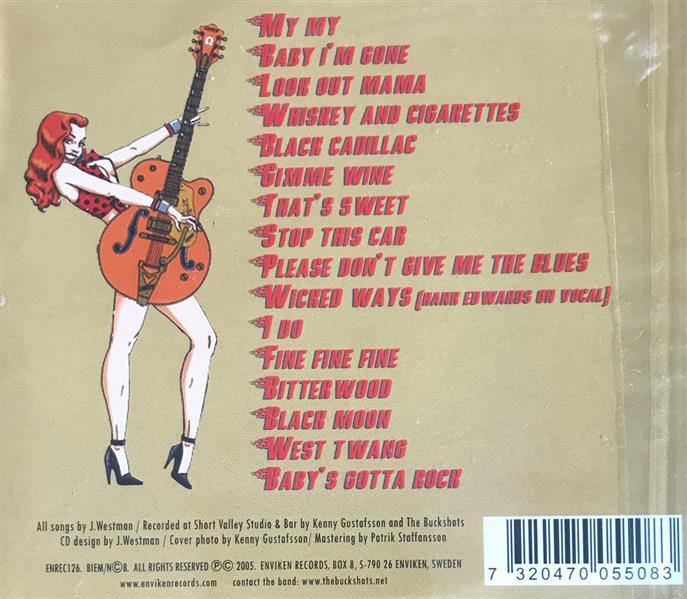 My my
Baby i'm gone
Look out mama
Whiskey and cigarettes
Black cadillac
Gimme wine
That's sweet
Stop this car
Please don't give me the blues
Wicked ways (hank edwards on vocal)
I do
Fine fine fine
Bitterwood
Black moon
West twang
Baby's gotta rock
All songs by J.Westman / Recorded at Short Valley Studio & Bar by Kenny Gustafsson and The Buckshots
CD design by J.Westman / Cover photo by Kenny Gustafsson/ Mastering by Patrik Staffansson
ENREC126. BIEM/N©B. ALL RIGHTS RESERVED ℗ © 2005. ENVIKEN RECORDS, BOX 8, S-790 26 ENVIKEN, SWEDEN
www.envikenrecords.com contact the band: www.thebuckshots.net
7 320470 055083